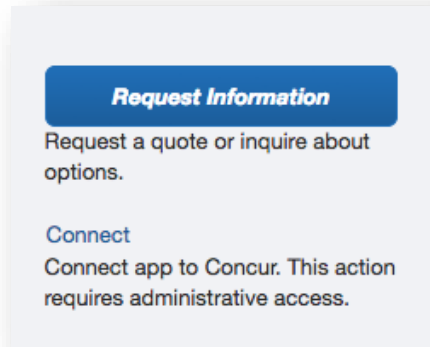 Request Information
Request a quote or inquire about
options.
Connect
Connect app to Concur. This action
requires administrative access.